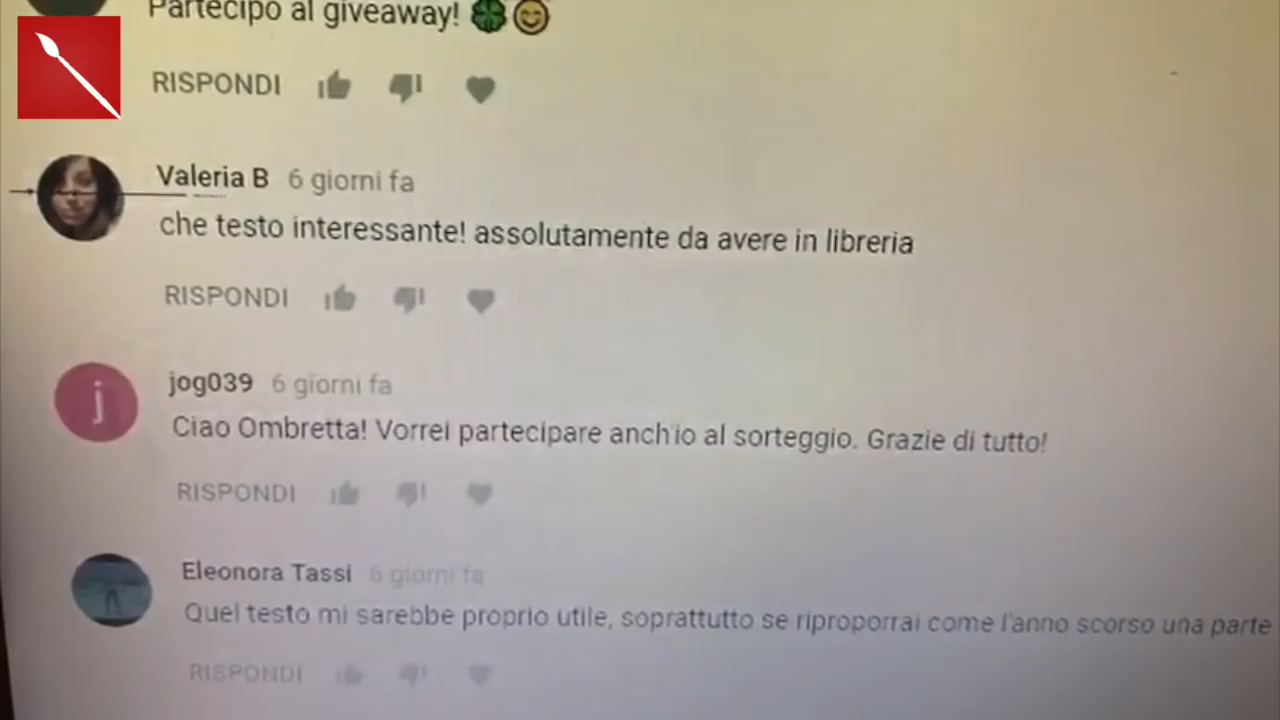 Partecipo al giveaway! 🍀😊
RISPONDI
Valeria B 6 giorni fa
che testo interessante! assolutamente da avere in libreria
RISPONDI
j
jog039 6 giorni fa
Ciao Ombretta! Vorrei partecipare anch'io al sorteggio. Grazie di tutto!
RISPONDI
Eleonora Tassi 6 giorni fa
Quel testo mi sarebbe proprio utile, soprattutto se riproporrai come l'anno scorso una parte
RISPONDI